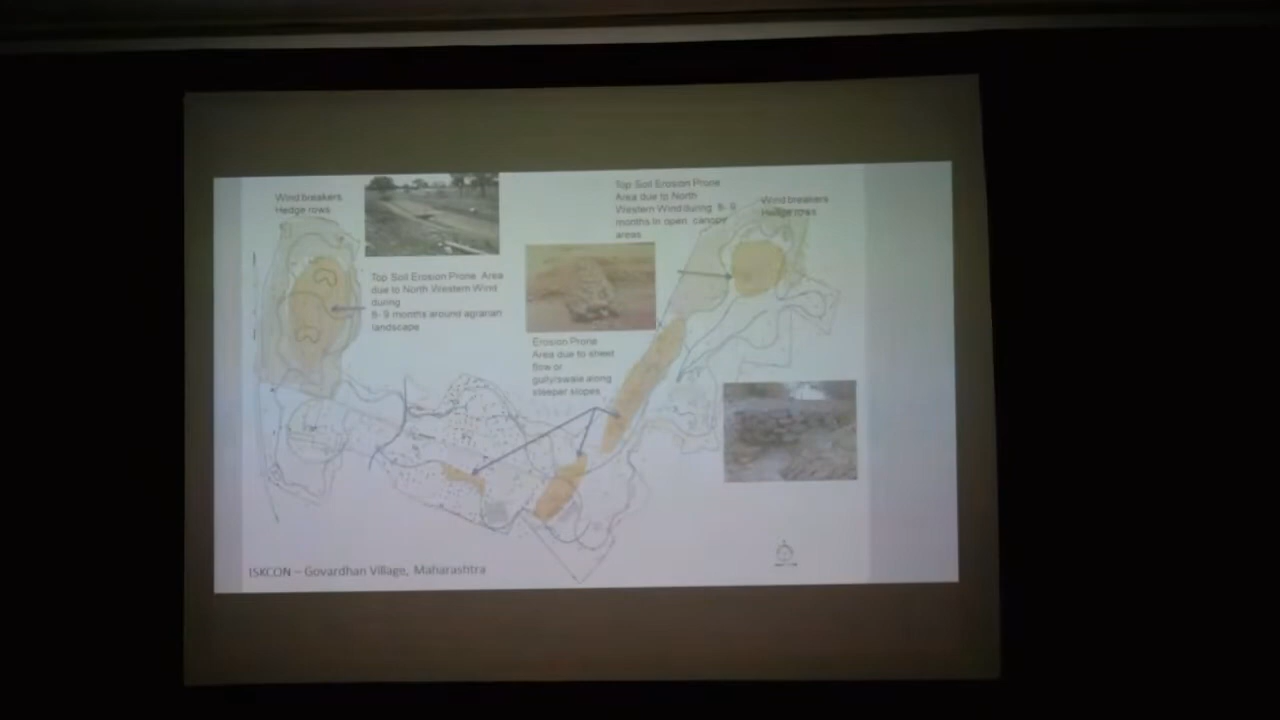 Wind breakers
Hedge rows
Top Soil Erosion Prone Area
due to North Western Wind
during
6- 9 months around agrarian
landscape
Top Soil Erosion Prone
Area due to North
Western Wind during 6- 9
months in open canopy
areas
Wind breakers
Hedge rows
Erosion Prone
Area due to sheet
flow or
gully/swale along
steeper slopes
ISKCON – Govardhan Village, Maharashtra